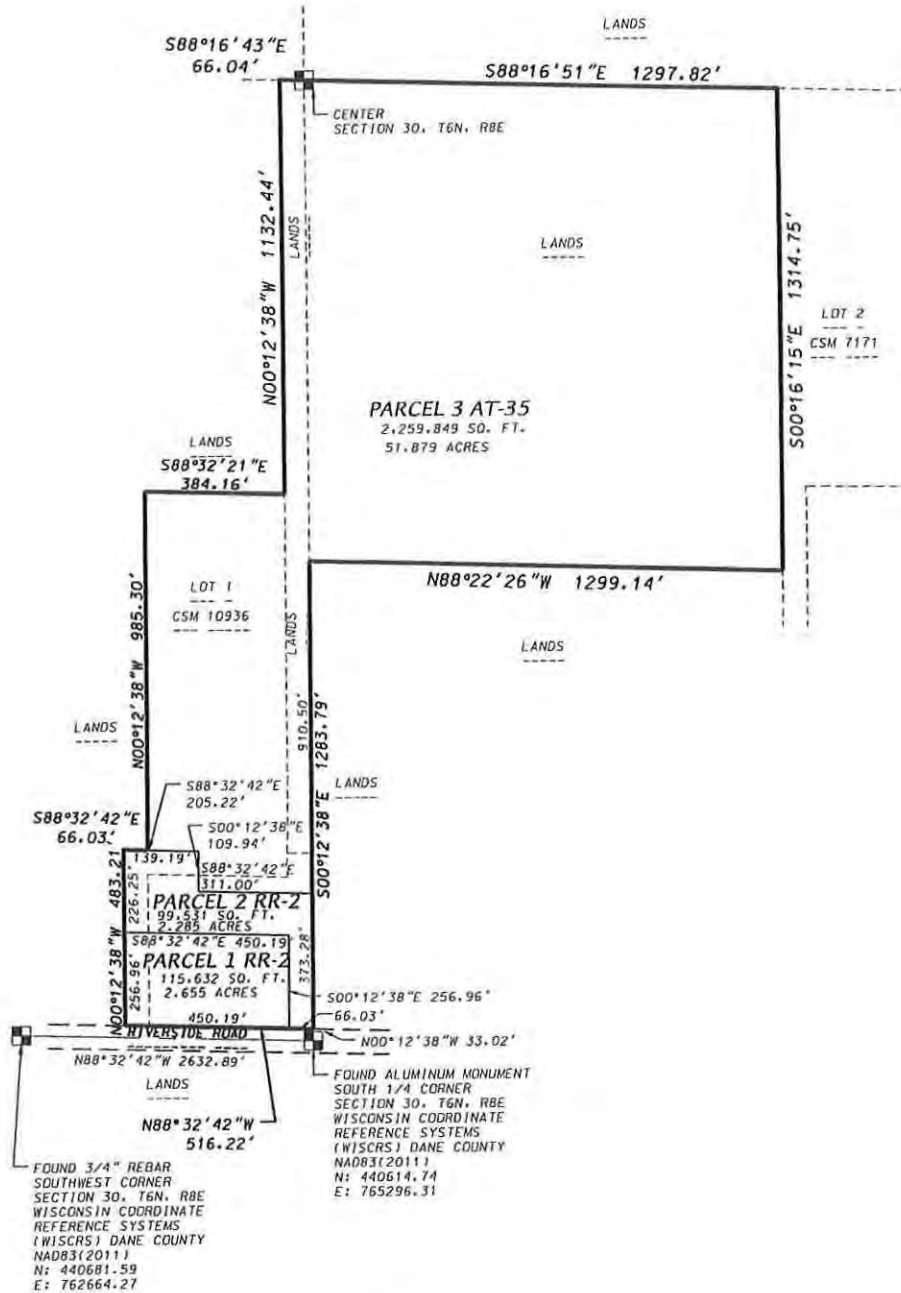 LANDS
S88°16'43"E
66.04'
S88°16'51"E 1297.82'
CENTER
SECTION 30, T6N, R8E
N00°12'38"W 1132.44'
LANDS
LANDS
S00°16'15"E 1314.75'
LOT 2
CSM 7171
PARCEL 3 AT-35
2,259,849 SQ. FT.
51.879 ACRES
LANDS
S88°32'21"E
384.16'
N88°22'26"W 1299.14'
LOT 1
CSM 10936
LANDS
LANDS
N00°12'38"W 985.30'
910.50'
S00°12'38"E 1283.79'
LANDS
LANDS
S88°32'42"E
205.22'
S88°32'42"E
66.03'
S00°12'38"E
109.94'
139.19'
S88°32'42"E
311.00'
N00°12'38"W 483.21'
226.25'
PARCEL 2 RR-2
99,531 SQ. FT.
2.285 ACRES
S88°32'42"E 450.19'
373.28'
256.96'
PARCEL 1 RR-2
115,632 SQ. FT.
2.655 ACRES
S00°12'38"E 256.96'
450.19'
66.03'
RIVERSIDE ROAD
N00°12'38"W 33.02'
N88°32'42"W 2632.89'
LANDS
N88°32'42"W
516.22'
FOUND ALUMINUM MONUMENT
SOUTH 1/4 CORNER
SECTION 30, T6N, R8E
WISCONSIN COORDINATE
REFERENCE SYSTEMS
(WISCRS) DANE COUNTY
NAD83(2011)
N: 440614.74
E: 765296.31
FOUND 3/4" REBAR
SOUTHWEST CORNER
SECTION 30, T6N, R8E
WISCONSIN COORDINATE
REFERENCE SYSTEMS
(WISCRS) DANE COUNTY
NAD83(2011)
N: 440681.59
E: 762664.27